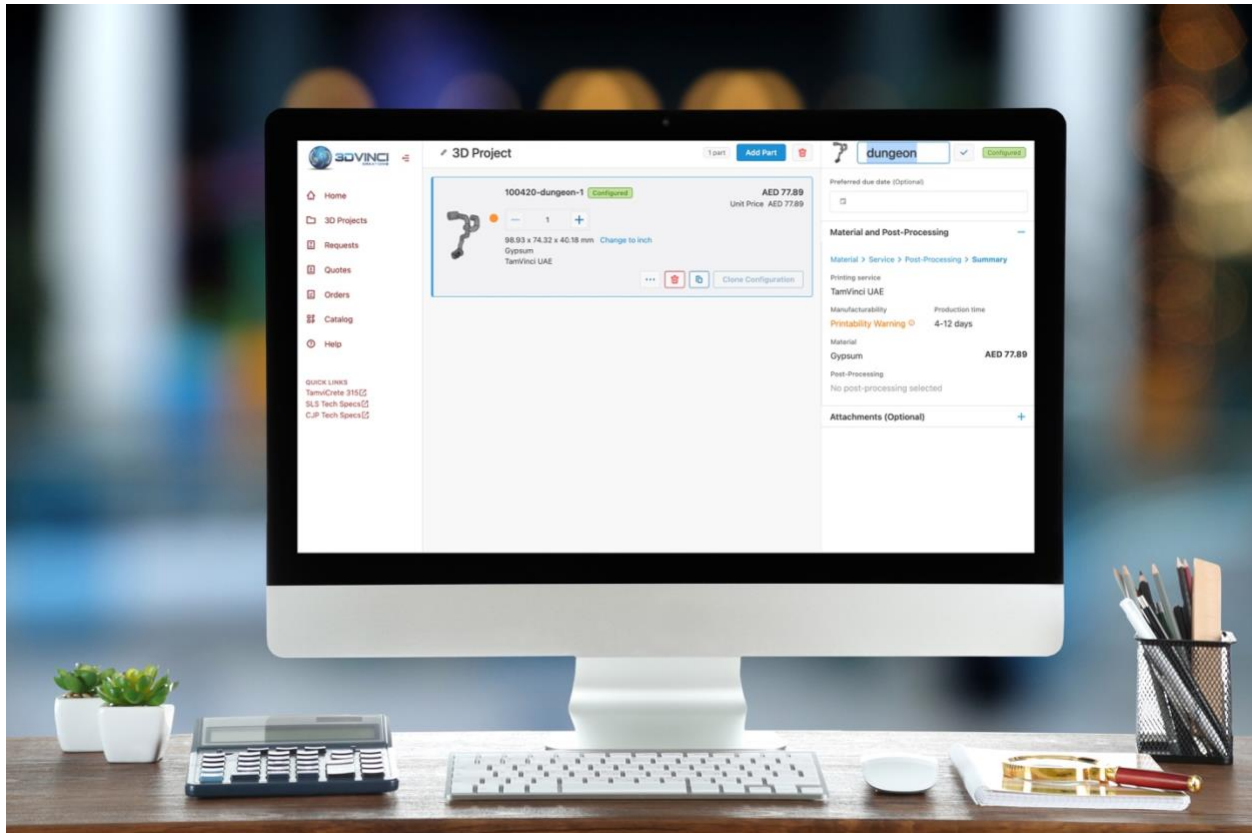 3DVINCI
CREATIONS
Home
3D Projects
Requests
Quotes
Orders
Catalog
Help
QUICK LINKS
TamviCrete 315
SLS Tech Specs
CJP Tech Specs
3D Project
1 part
Add Part
100420-dungeon-1 Configured
AED 77.89
Unit Price AED 77.89
1
98.93 x 74.32 x 40.18 mm Change to inch
Gypsum
TamVinci UAE
Clone Configuration
dungeon
Configured
Preferred due date (Optional)
Material and Post-Processing
Material > Service > Post-Processing > Summary
Printing service
TamVinci UAE
Manufacturability Production time
Printability Warning 4-12 days
Material
Gypsum AED 77.89
Post-Processing
No post-processing selected
Attachments (Optional)